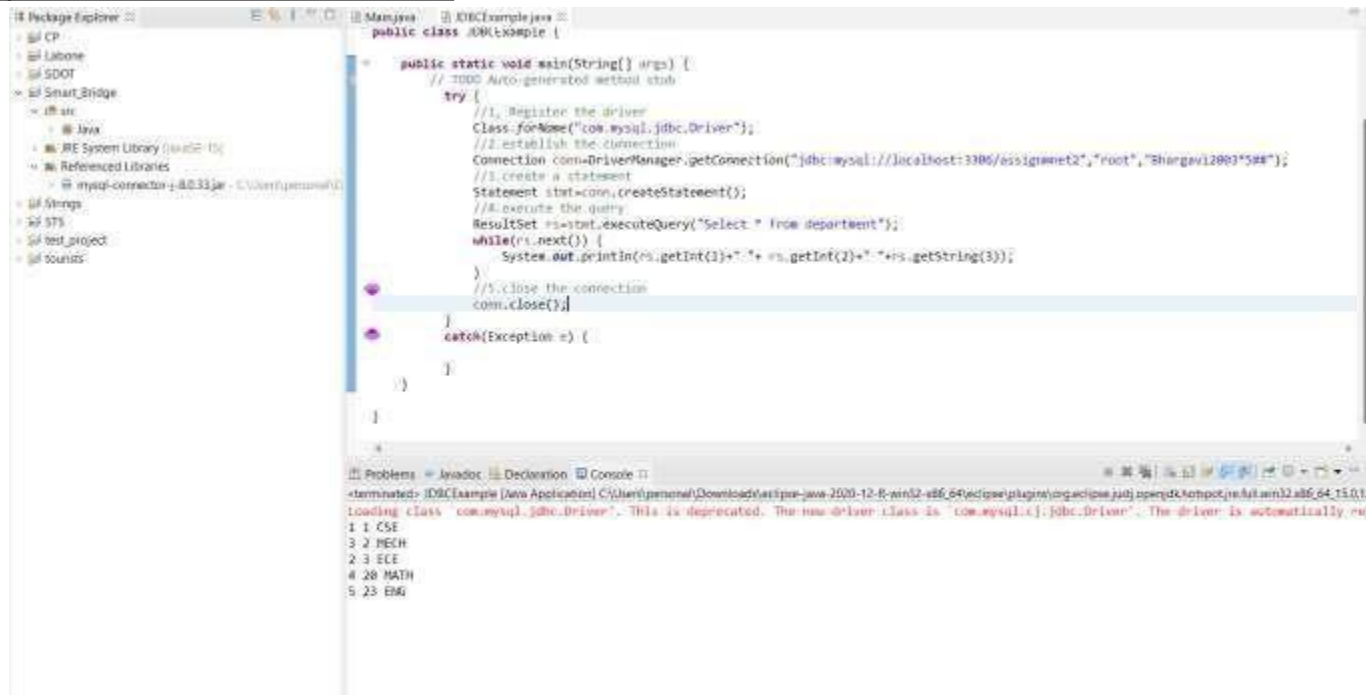 Package Explorer
CP
Labone
SDOT
Smart_Bridge
src
Java
JRE System Library
Referenced Libraries
mysql-connector-j-8.0.33.jar
Strings
STS
test_project
tourists
Main.java JDBCExample.java
public class JDBCExample {
public static void main(String[] args) {
// TODO Auto-generated method stub
try {
//1, Register the driver
Class.forName("com.mysql.jdbc.Driver");
//2.establish the connection
Connection conn=DriverManager.getConnection("jdbc:mysql://localhost:3306/assignmnet2","root","Bhargavi2003*5##");
create a statement
Statement stmt=conn.createStatement();
//4.execute the query
ResultSet rs=stmt.executeQuery("Select * from department");
while(rs.next()) {
System.out.println(rs.getInt(1)+" "+ rs.getInt(2)+" "+rs.getString(3));
}
//5.close the connection
conn.close();
}
catch(Exception e) {
}
}
}
Problems Javadoc Declaration Console
<terminated> JDBCExample [Java Application]
Loading class `com.mysql.jdbc.Driver'. This is deprecated. The new driver class is `com.mysql.cj.jdbc.Driver'. The driver is automatically
1 1 CSE
3 2 MECH
2 3 ECE
4 20 MATH
5 23 ENG